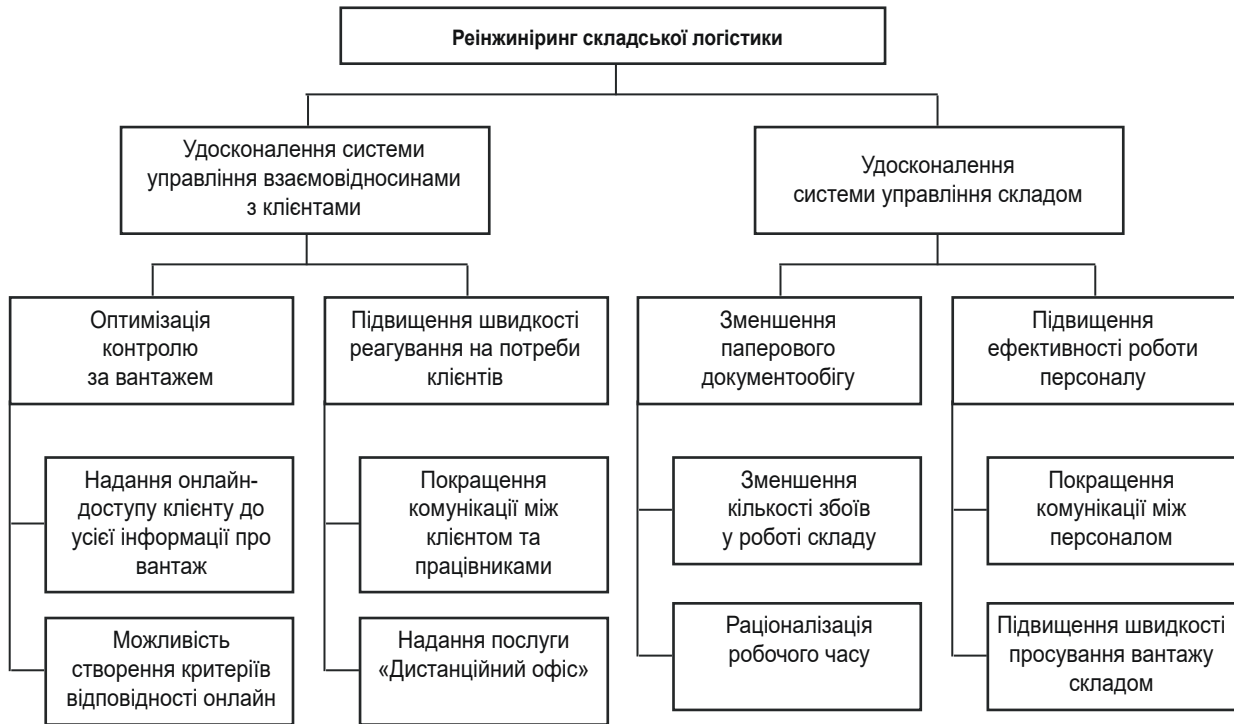 Реінжиніринг складської логістики
Удосконалення системи
управління взаємовідносинами
з клієнтами
Удосконалення
системи управління складом
Оптимізація
контролю
за вантажем
Підвищення швидкості
реагування на потреби
клієнтів
Зменшення
паперового
документообігу
Підвищення
ефективності роботи
персоналу
Надання онлайн-
доступу клієнту до
усієї інформації про
вантаж
Покращення
комунікації між
клієнтом та
працівниками
Зменшення
кількості збоїв
у роботі складу
Покращення
комунікації між
персоналом
Можливість
створення критеріїв
відповідності онлайн
Надання послуги
«Дистанційний офіс»
Раціоналізація
робочого часу
Підвищення швидкості
просування вантажу
складом